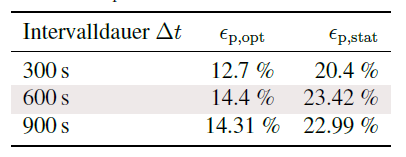 Intervalldauer Δt ϵp,opt ϵp,stat
300 s 12.7 % 20.4 %
600 s 14.4 % 23.42 %
900 s 14.31 % 22.99 %